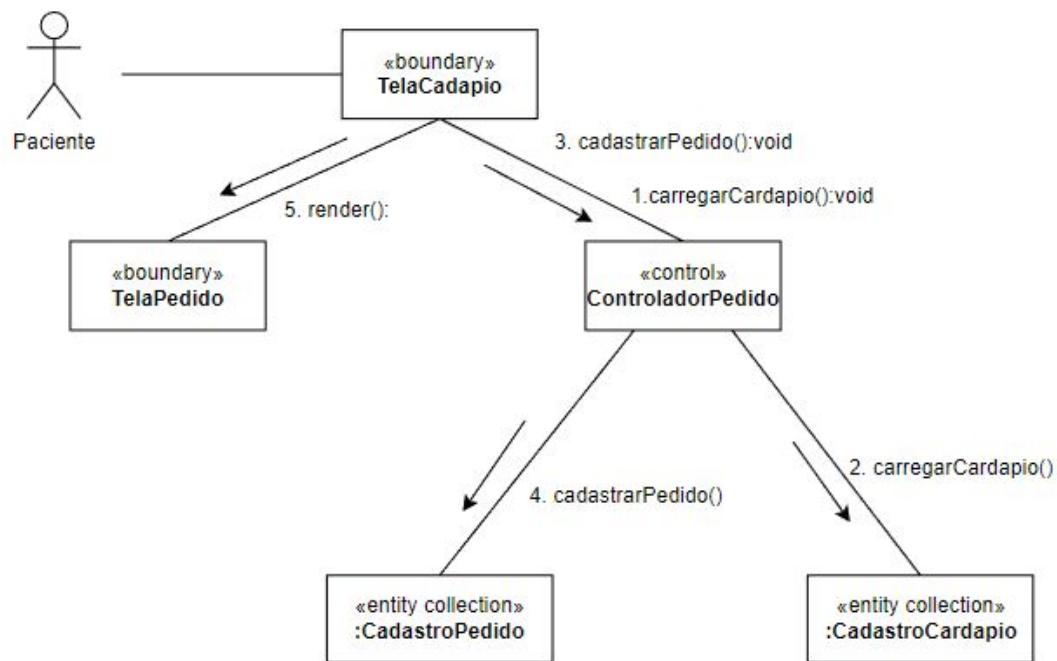 «boundary»
TelaCadapio
Paciente
3. cadastrarPedido():void
1.carregarCardapio():void
5. render():
«boundary»
TelaPedido
«control»
ControladorPedido
2. carregarCardapio()
4. cadastrarPedido()
«entity collection»
:CadastroPedido
«entity collection»
:CadastroCardapio